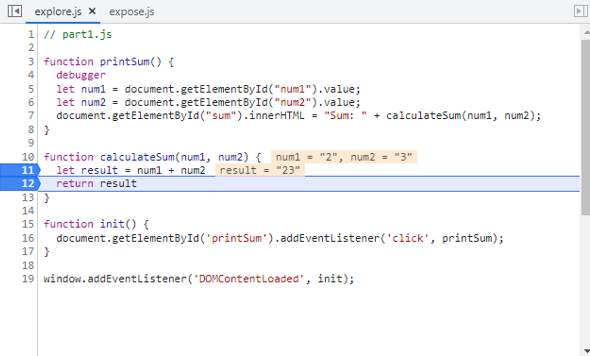 explore.js × expose.js
1 // part1.js
2
3 function printSum() {
4 debugger
5 let num1 = document.getElementById("num1").value;
6 let num2 = document.getElementById("num2").value;
7 document.getElementById("sum").innerHTML = "Sum: " + calculateSum(num1, num2);
8 }
9
10 function calculateSum(num1, num2) { num1 = "2", num2 = "3"
11 let result = num1 + num2 result = "23"
12 return result
13 }
14
15 function init() {
16 document.getElementById('printSum').addEventListener('click', printSum);
17 }
18
19 window.addEventListener('DOMContentLoaded', init);